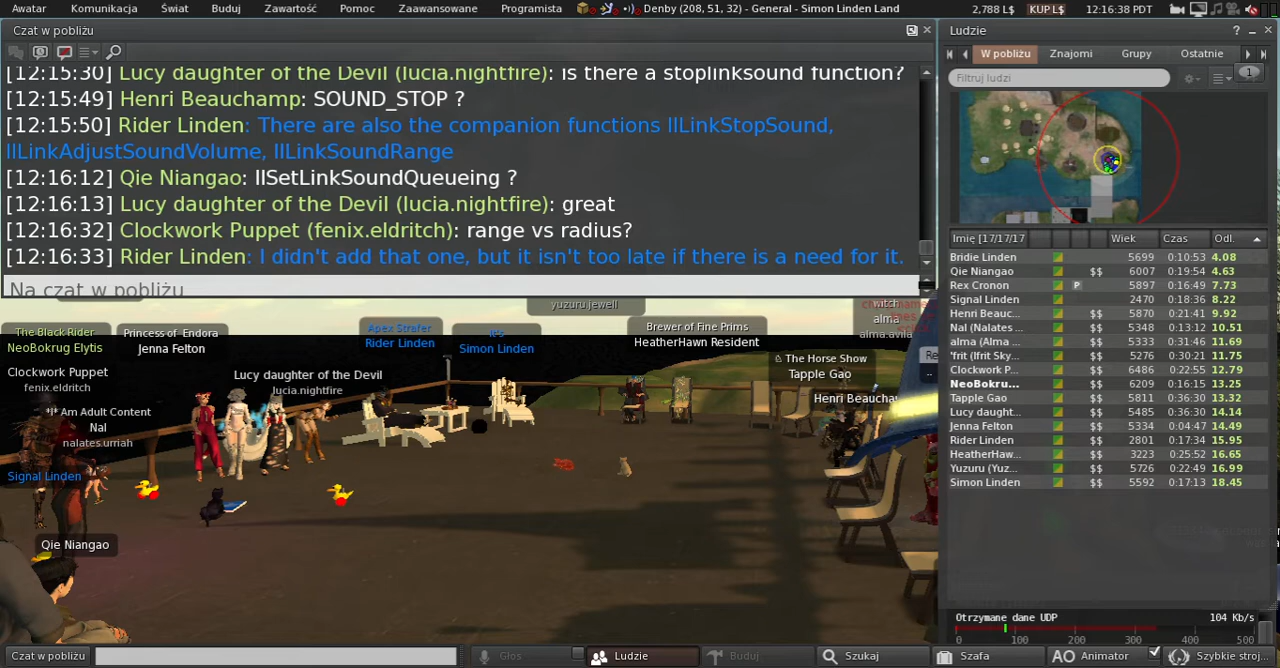 Awatar Komunikacja Świat Buduj Zawartość Pomoc Zaawansowane Programista Denby (208, 51, 32) - General - Simon Linden Land 2,788 L$ KUP L$ 12:16:38 PDT
Czat w pobliżu
[12:15:30] Lucy daughter of the Devil (lucia.nightfire): is there a stoplinksound function?
[12:15:49] Henri Beauchamp: SOUND_STOP ?
[12:15:50] Rider Linden: There are also the companion functions llLinkStopSound,
llLinkAdjustSoundVolume, llLinkSoundRange
[12:16:12] Qie Niangao: llSetLinkSoundQueueing ?
[12:16:13] Lucy daughter of the Devil (lucia.nightfire): great
[12:16:32] Clockwork Puppet (fenix.eldritch): range vs radius?
[12:16:33] Rider Linden: I didn't add that one, but it isn't too late if there is a need for it.
Na czat w pobliżu
yuzuru.jewell
witch
alma
alma.avila
The Black Rider
NeoBokrug Elytis
Princess of Endora
Jenna Felton
Apex Strafer
Rider Linden
It's
Simon Linden
Brewer of Fine Prims
HeatherHawn Resident
The Horse Show
Tapple Gao
Clockwork Puppet
fenix.eldritch
Lucy daughter of the Devil
lucia.nightfire
Henri Beauchar
*!* Am Adult Content
Nal
nalates.urriah
Signal Linden
Qie Niangao
Ludzie
W pobliżu Znajomi Grupy Ostatnie
Filtruj ludzi 1
Imię [17/17/17 Wiek Czas Odl.
Bridie Linden 5699 0:10:53 4.08
Qie Niangao $$ 6007 0:19:54 4.63
Rex Cronon P 5897 0:16:49 7.73
Signal Linden 2470 0:18:36 8.22
Henri Beauc... $$ 5870 0:21:41 9.92
Nal (Nalates ... $$ 5348 0:13:12 10.51
alma (Alma ... $$ 5333 0:31:46 11.69
'frit (Ifrit Sky... $$ 5276 0:30:21 11.75
Clockwork P... $$ 6486 0:22:55 12.79
NeoBokru... $$ 6209 0:16:15 13.25
Tapple Gao $$ 5811 0:36:30 13.32
Lucy daught... $$ 5485 0:36:30 14.14
Jenna Felton $$ 5334 0:04:47 14.49
Rider Linden $$ 2801 0:17:34 15.95
HeatherHaw... $$ 3223 0:25:52 16.65
Yuzuru (Yuz... $$ 5726 0:22:49 16.99
Simon Linden $$ 5592 0:17:13 18.45
Otrzymane dane UDP 104 Kb/s
0 100 200 300 400 500
Czat w pobliżu Głos Ludzie Buduj Szukaj Szafa AO Animator Szybkie stroj...